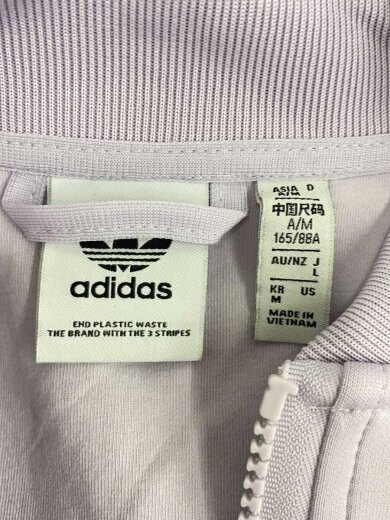 adidas
END PLASTIC WASTE
THE BRAND WITH THE 3 STRIPES
ASIA D
A/M
中国尺码
A/M
165/88A
AU/NZ J
L
KR US
M
MADE IN
VIETNAM